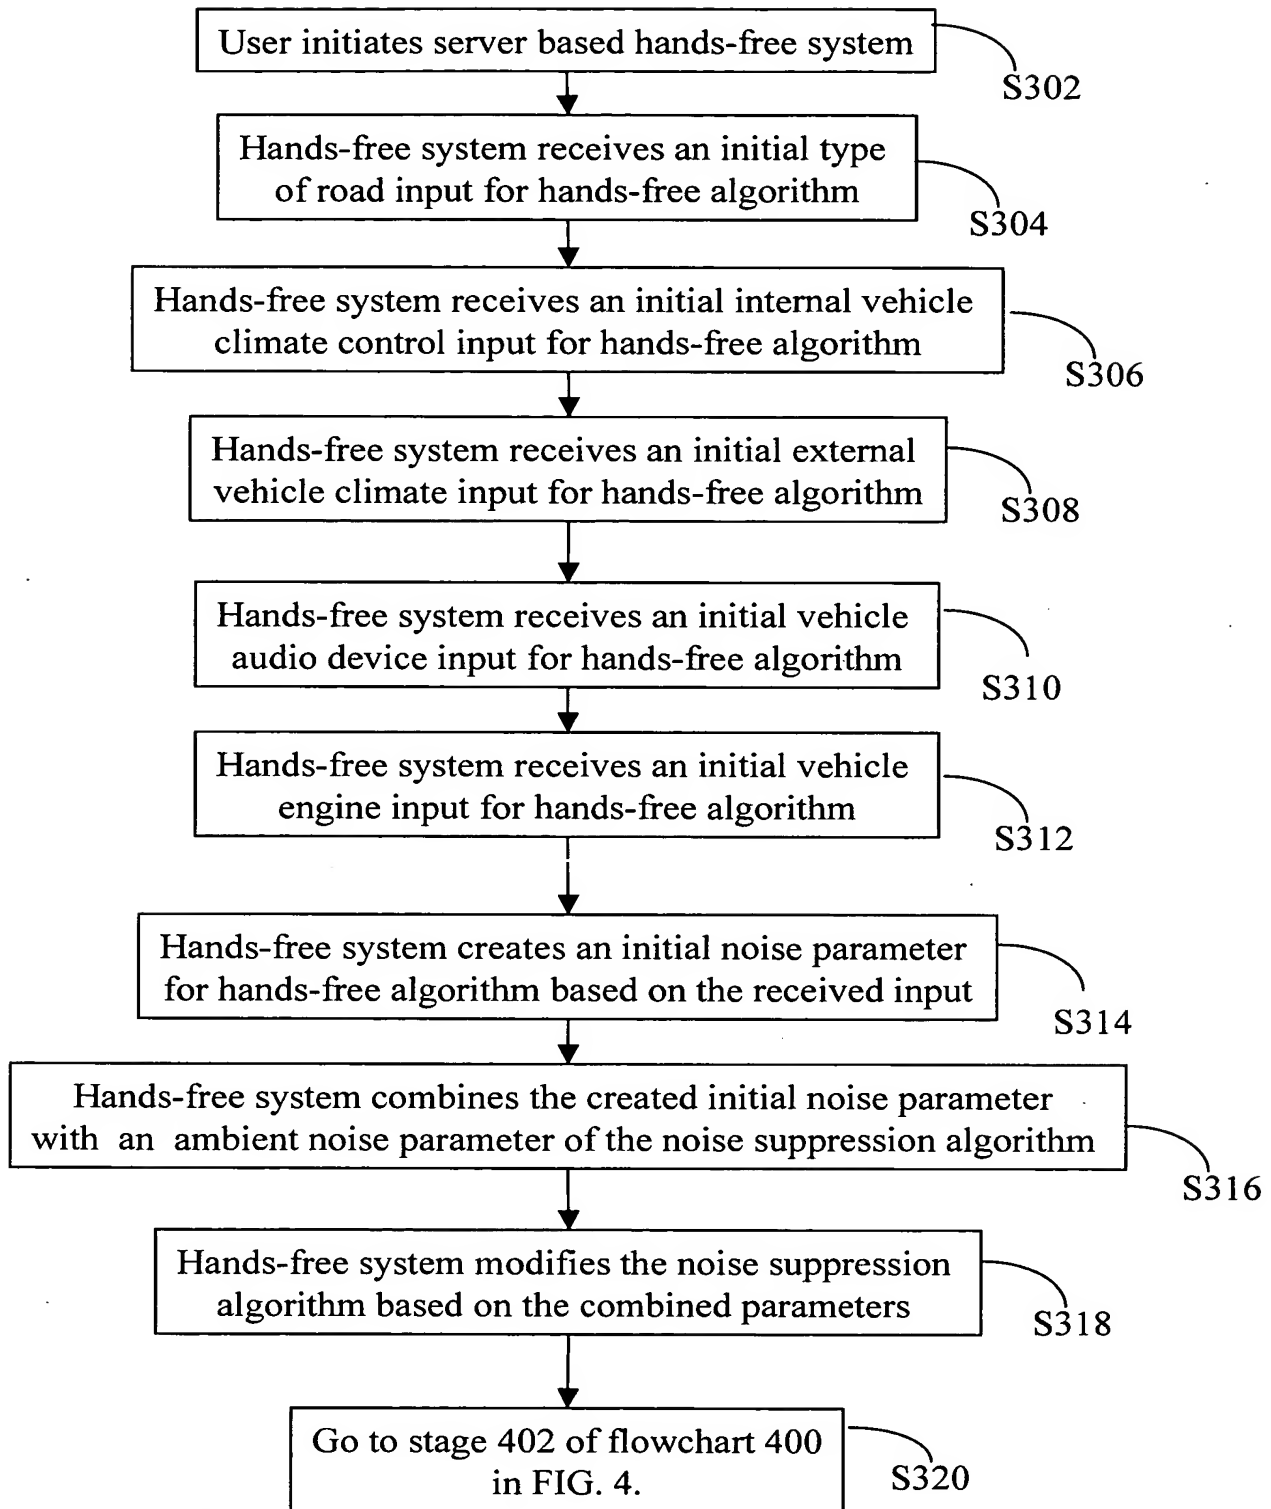 User initiates server based hands-free system
S302
Hands-free system receives an initial type
of road input for hands-free algorithm
S304
Hands-free system receives an initial internal vehicle
climate control input for hands-free algorithm
S306
Hands-free system receives an initial external
vehicle climate input for hands-free algorithm
S308
Hands-free system receives an initial vehicle
audio device input for hands-free algorithm
S310
Hands-free system receives an initial vehicle
engine input for hands-free algorithm
S312
Hands-free system creates an initial noise parameter
for hands-free algorithm based on the received input
S314
Hands-free system combines the created initial noise parameter
with an ambient noise parameter of the noise suppression algorithm
S316
Hands-free system modifies the noise suppression
algorithm based on the combined parameters
S318
Go to stage 402 of flowchart 400
in FIG. 4.
S320